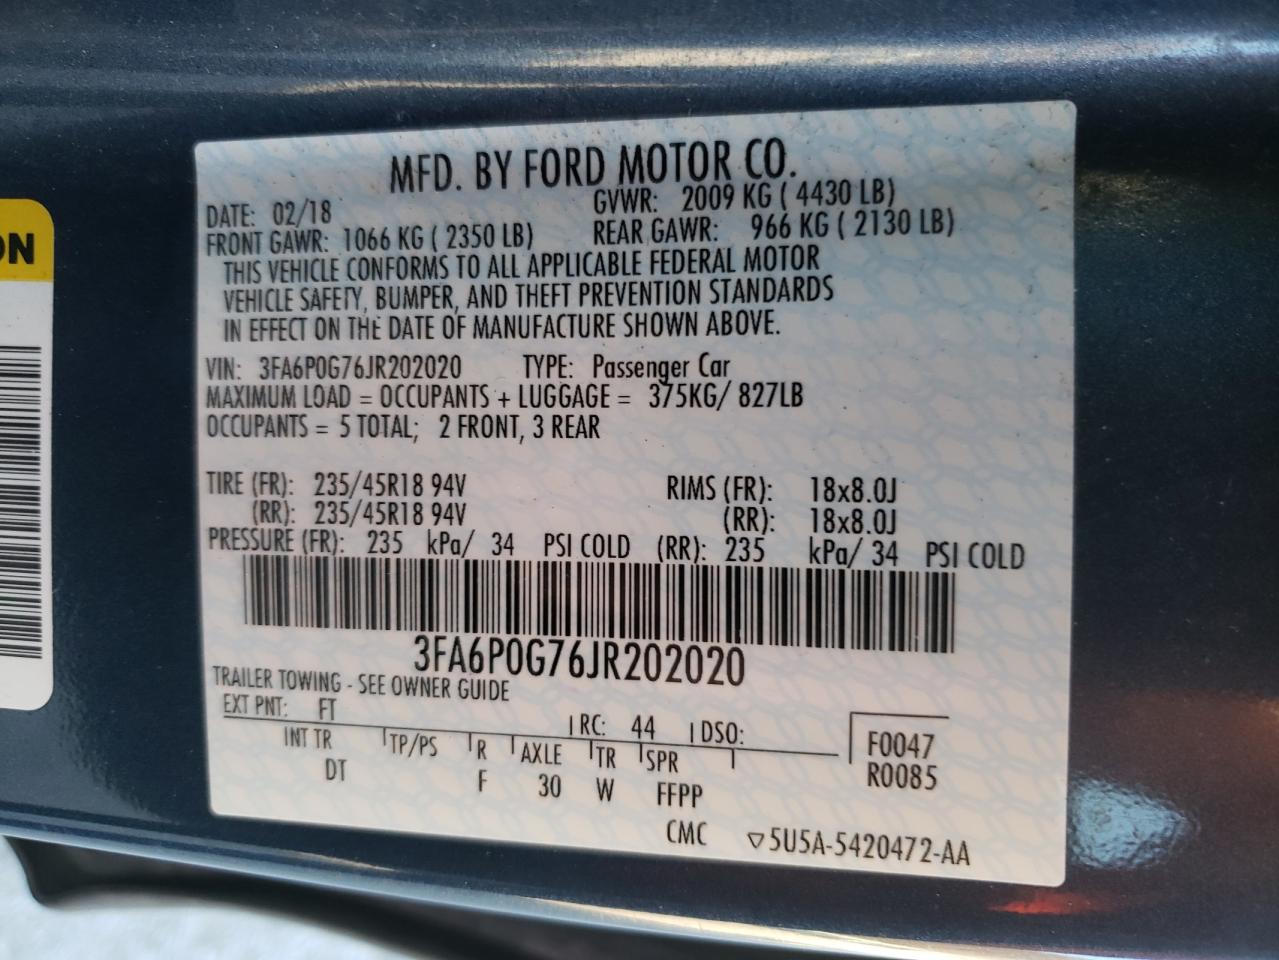 ON
MFD. BY FORD MOTOR CO.
DATE: 02/18 GVWR: 2009 KG ( 4430 LB)
FRONT GAWR: 1066 KG ( 2350 LB) REAR GAWR: 966 KG ( 2130 LB)
THIS VEHICLE CONFORMS TO ALL APPLICABLE FEDERAL MOTOR
VEHICLE SAFETY, BUMPER, AND THEFT PREVENTION STANDARDS
IN EFFECT ON THE DATE OF MANUFACTURE SHOWN ABOVE.
VIN: 3FA6P0G76JR202020 TYPE: Passenger Car
MAXIMUM LOAD = OCCUPANTS + LUGGAGE = 375KG/ 827LB
OCCUPANTS = 5 TOTAL; 2 FRONT, 3 REAR
TIRE (FR): 235/45R18 94V RIMS (FR): 18x8.0J
(RR): 235/45R18 94V (RR): 18x8.0J
PRESSURE (FR): 235 kPa/ 34 PSI COLD (RR): 235 kPa/ 34 PSI COLD
3FA6P0G76JR202020
TRAILER TOWING - SEE OWNER GUIDE
EXT PNT: FT RC: 44 DSO:
INT TR TP/PS R AXLE TR SPR F0047
DT F 30 W FFPP R0085
CMC ▽5U5A-5420472-AA